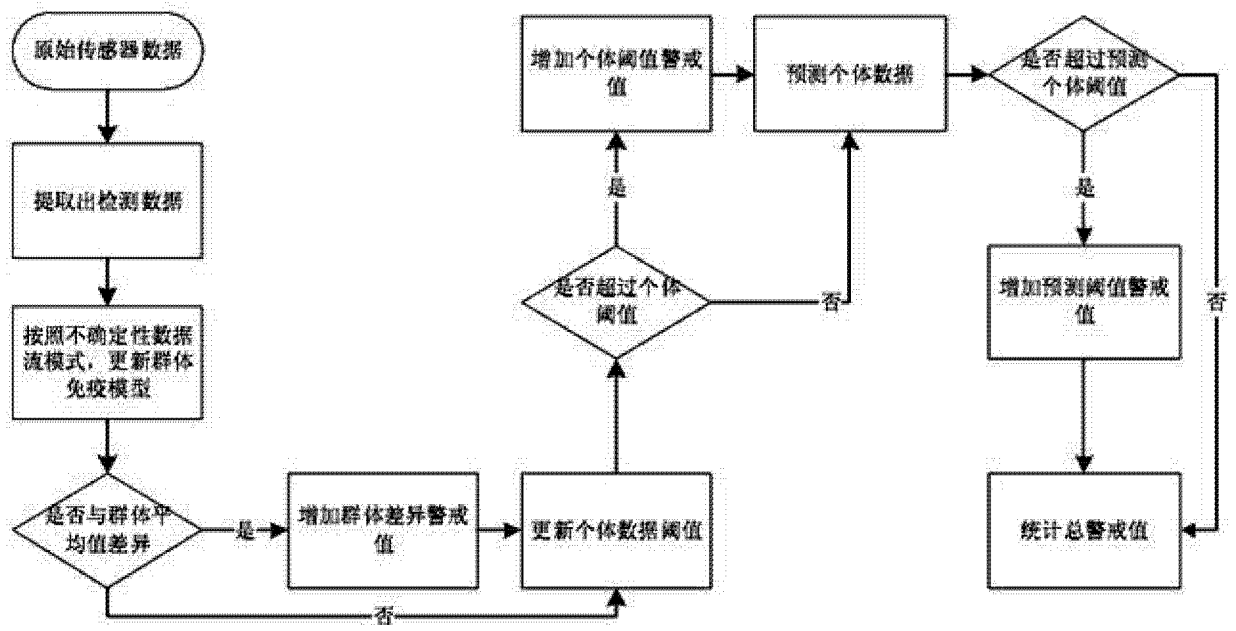 原始传感器数据
提取出检测数据
按照不确定性数据
流模式，更新群体
免疫模型
是否与群体平
均值差异
是
增加群体差异警戒
值
否
更新个体数据阈值
是否超过个体
阈值
是
否
增加个体阈值警戒
值
预测个体数据
是否超过预测
个体阈值
是
否
增加预测阈值警戒
值
统计总警戒值